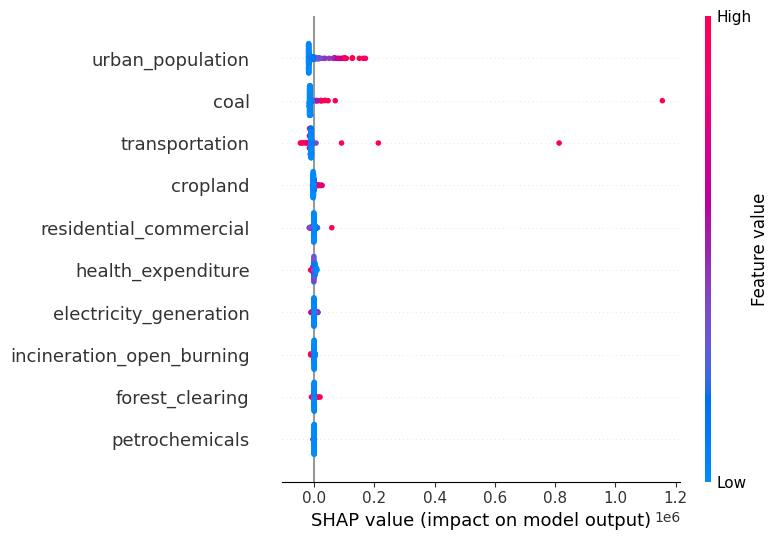 High
urban_population
coal
transportation
cropland
residential_commercial
health_expenditure
electricity_generation
incineration_open_burning
forest_clearing
petrochemicals
Feature value
Low
0.0 0.2 0.4 0.6 0.8 1.0 1.2
1e6
SHAP value (impact on model output)